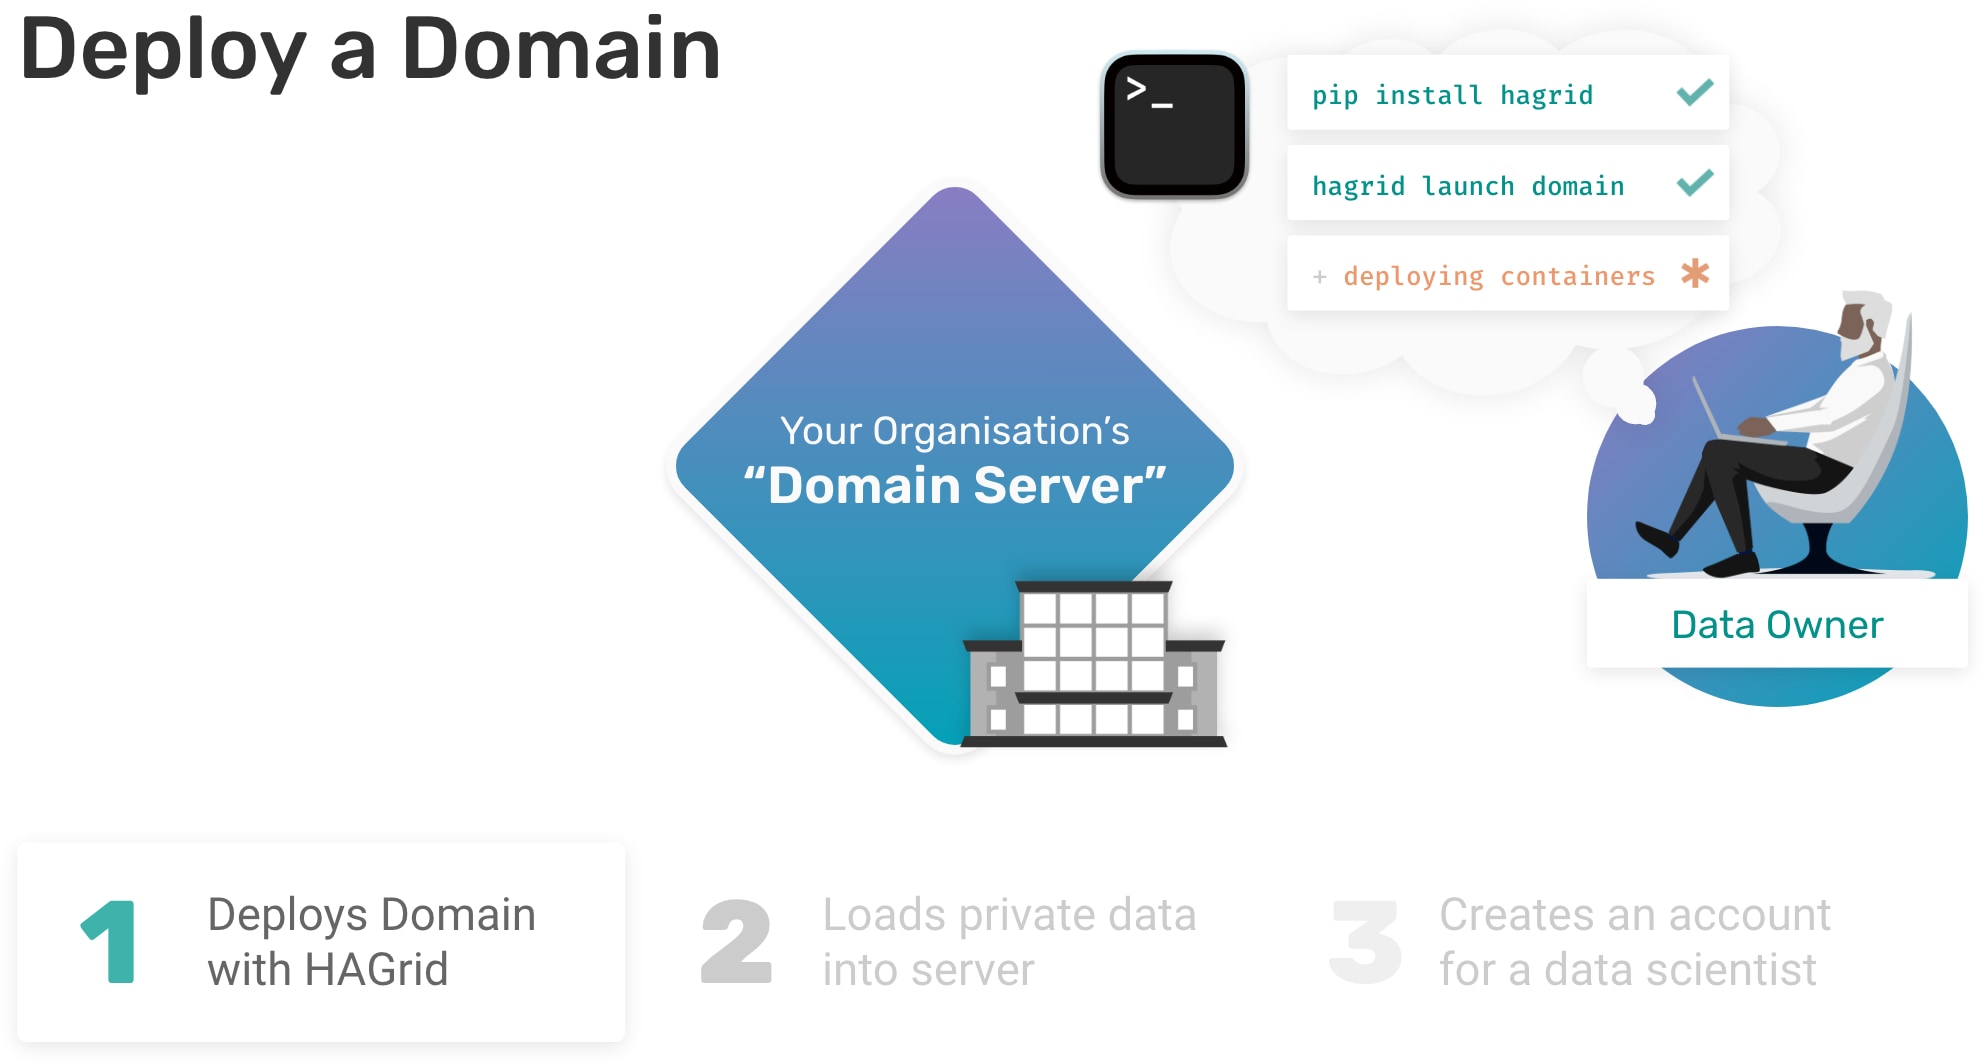 Deploy a Domain
>_
pip install hagrid
hagrid launch domain
+ deploying containers *
Your Organisation’s
“Domain Server”
Data Owner
1
Deploys Domain
with HAGrid
2
Loads private data
into server
3
Creates an account
for a data scientist